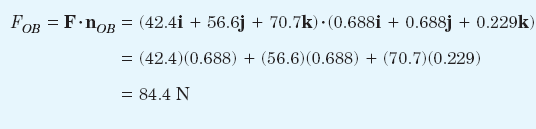 F_OB = F·n_OB = (42.4i + 56.6j + 70.7k)·(0.688i + 0.688j + 0.229k)
= (42.4)(0.688) + (56.6)(0.688) + (70.7)(0.229)
= 84.4 N